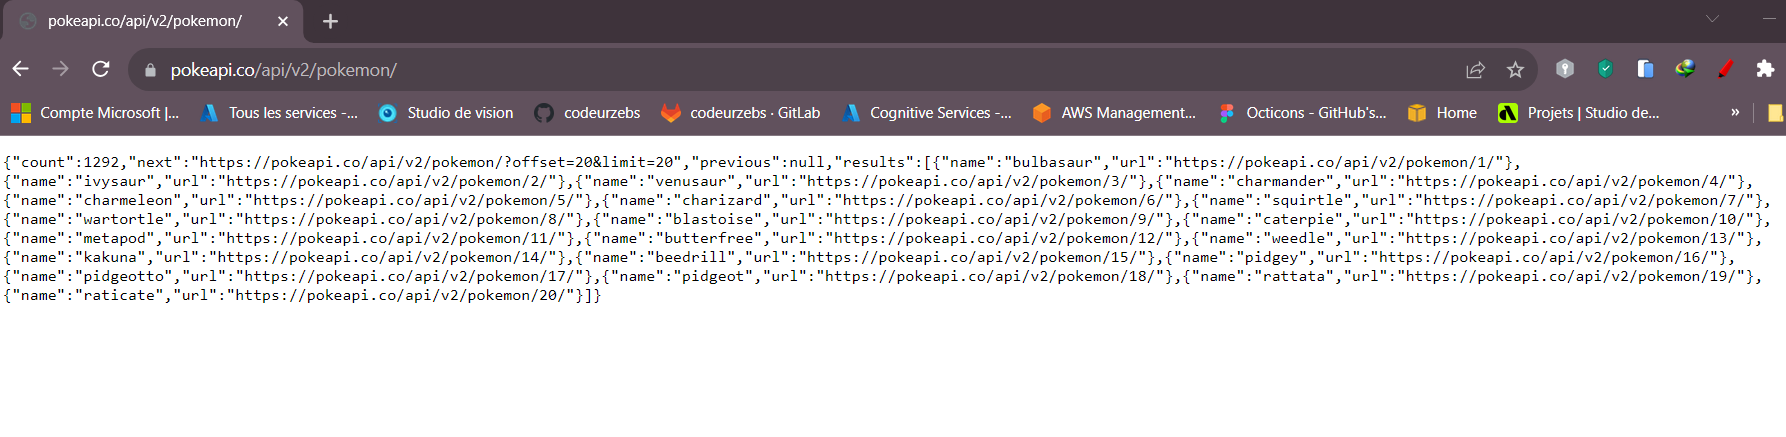 pokeapi.co/api/v2/pokemon/
pokeapi.co/api/v2/pokemon/
Compte Microsoft |... Tous les services -... Studio de vision codeurzebs codeurzebs · GitLab Cognitive Services -... AWS Management... Octicons - GitHub's... Home Projets | Studio de... »
{"count":1292,"next":"https://pokeapi.co/api/v2/pokemon/?offset=20&limit=20","previous":null,"results":[{"name":"bulbasaur","url":"https://pokeapi.co/api/v2/pokemon/1/"},
{"name":"ivysaur","url":"https://pokeapi.co/api/v2/pokemon/2/"},{"name":"venusaur","url":"https://pokeapi.co/api/v2/pokemon/3/"},{"name":"charmander","url":"https://pokeapi.co/api/v2/pokemon/4/"},
{"name":"charmeleon","url":"https://pokeapi.co/api/v2/pokemon/5/"},{"name":"charizard","url":"https://pokeapi.co/api/v2/pokemon/6/"},{"name":"squirtle","url":"https://pokeapi.co/api/v2/pokemon/7/"},
{"name":"wartortle","url":"https://pokeapi.co/api/v2/pokemon/8/"},{"name":"blastoise","url":"https://pokeapi.co/api/v2/pokemon/9/"},{"name":"caterpie","url":"https://pokeapi.co/api/v2/pokemon/10/"},
{"name":"metapod","url":"https://pokeapi.co/api/v2/pokemon/11/"},{"name":"butterfree","url":"https://pokeapi.co/api/v2/pokemon/12/"},{"name":"weedle","url":"https://pokeapi.co/api/v2/pokemon/13/"},
{"name":"kakuna","url":"https://pokeapi.co/api/v2/pokemon/14/"},{"name":"beedrill","url":"https://pokeapi.co/api/v2/pokemon/15/"},{"name":"pidgey","url":"https://pokeapi.co/api/v2/pokemon/16/"},
{"name":"pidgeotto","url":"https://pokeapi.co/api/v2/pokemon/17/"},{"name":"pidgeot","url":"https://pokeapi.co/api/v2/pokemon/18/"},{"name":"rattata","url":"https://pokeapi.co/api/v2/pokemon/19/"},
{"name":"raticate","url":"https://pokeapi.co/api/v2/pokemon/20/"}]}